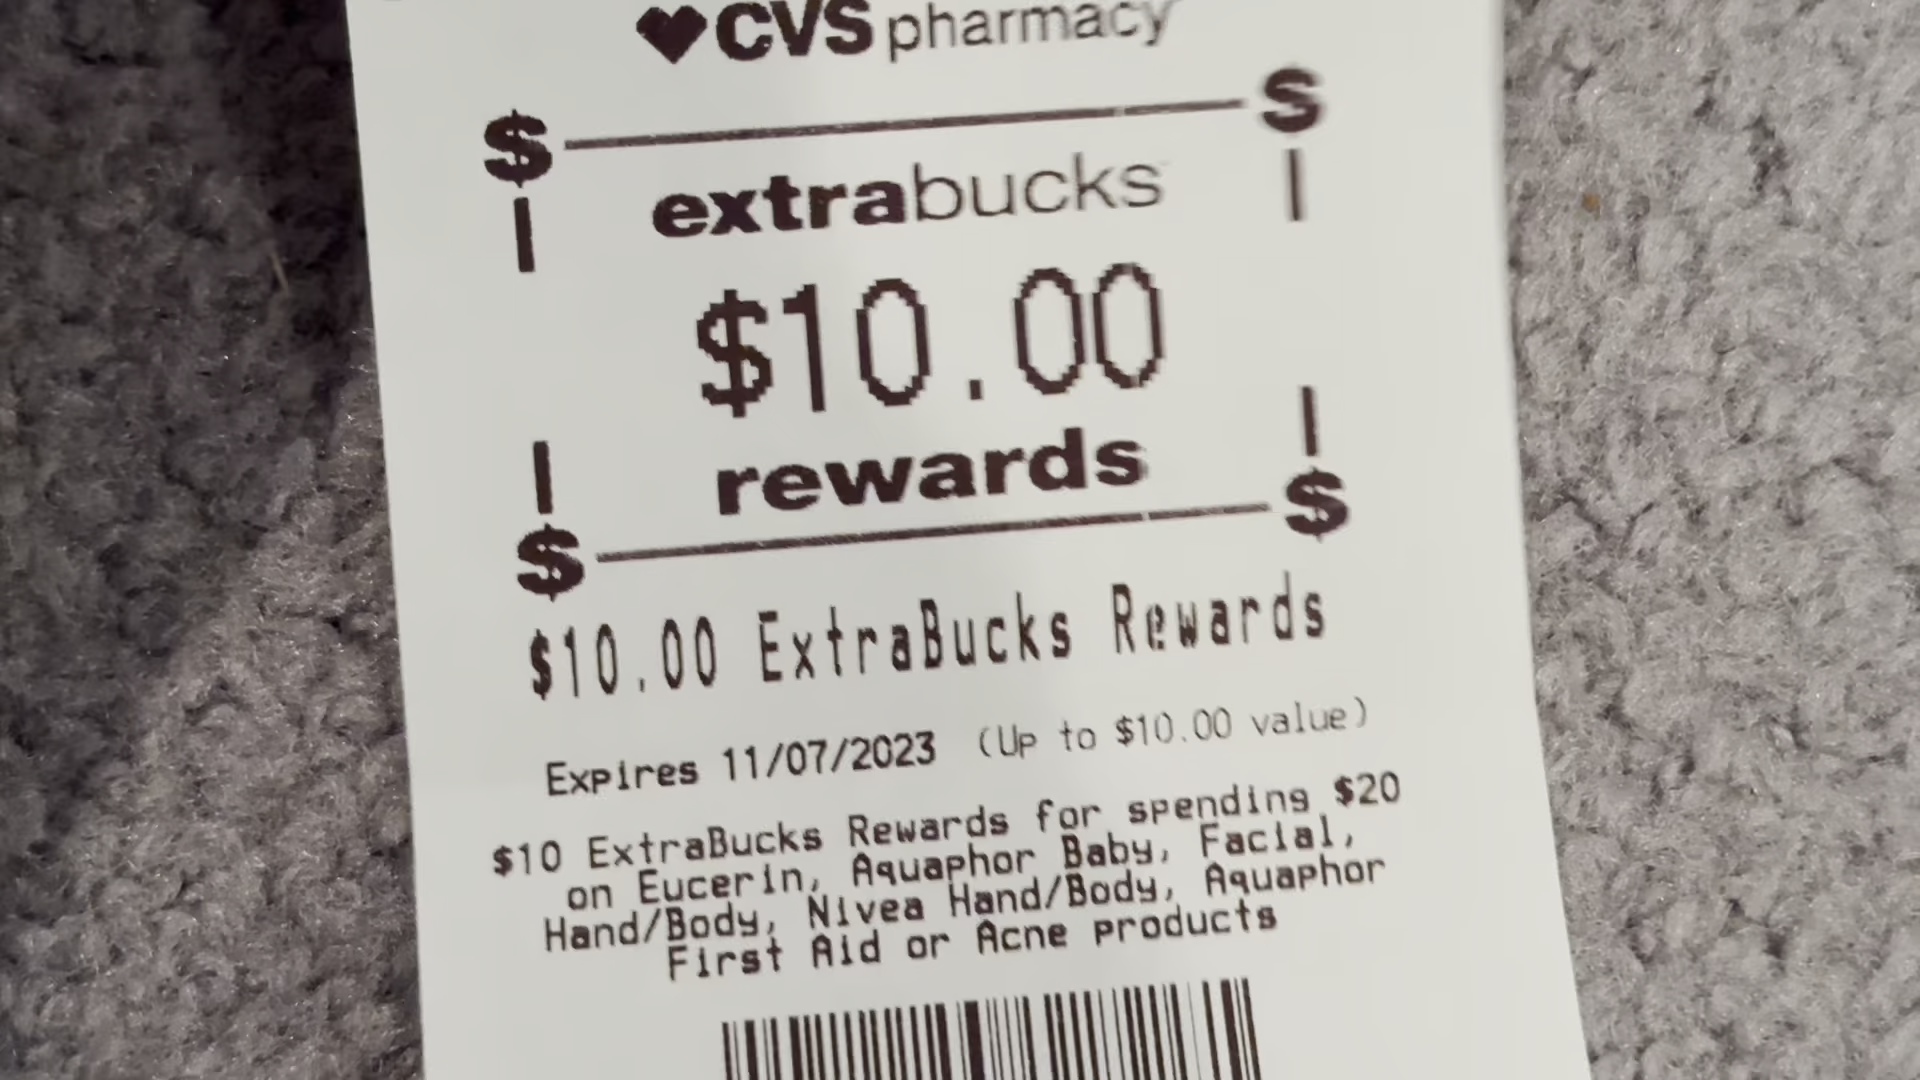 CVS pharmacy
$ $
extrabucks
$10.00
rewards
$ $
$10.00 ExtraBucks Rewards
Expires 11/07/2023 (Up to $10.00 value)
$10 ExtraBucks Rewards for spending $20
on Eucerin, Aquaphor Baby, Facial,
Hand/Body, Nivea Hand/Body, Aquaphor
First Aid or Acne products